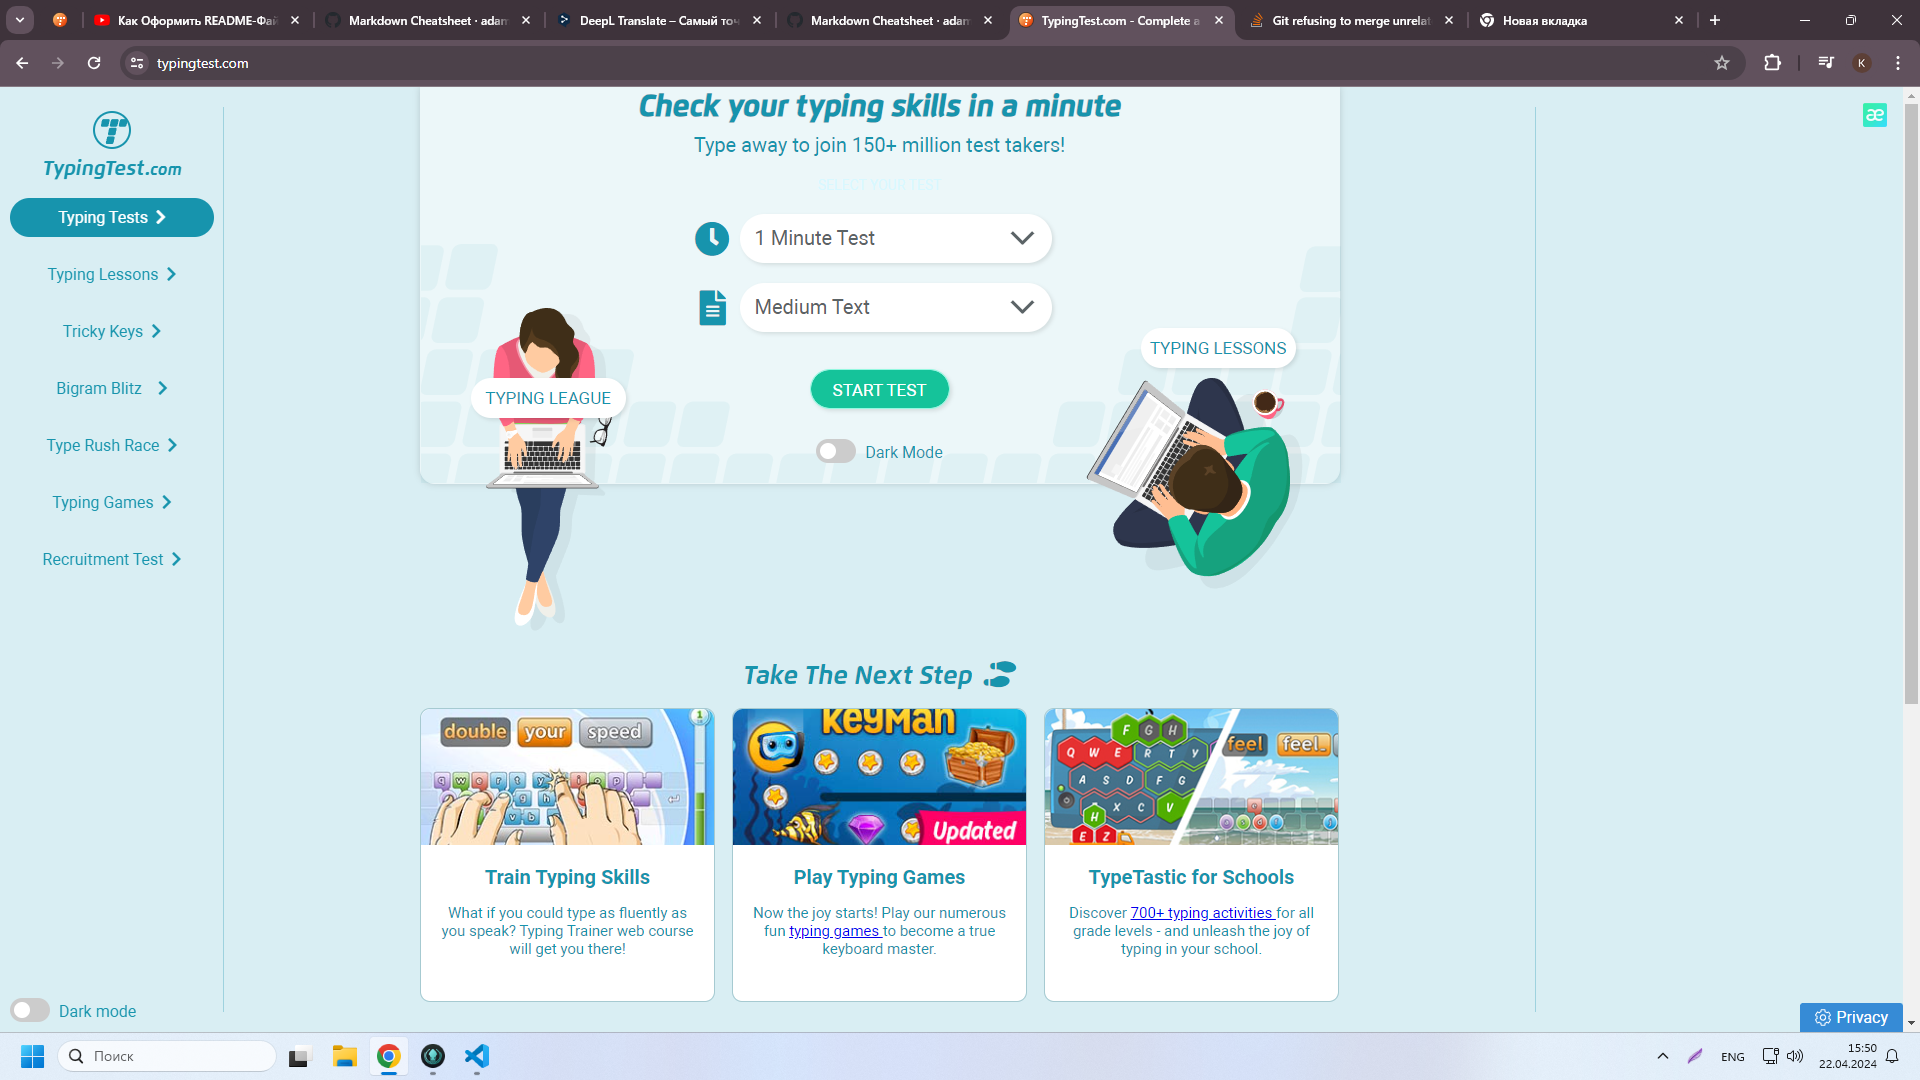 Как Оформить README-Фай
Markdown Cheatsheet · adam
DeepL Translate – Самый точ
Markdown Cheatsheet · adam
TypingTest.com - Complete a
Git refusing to merge unrelat
Новая вкладка
typingtest.com
K
æ
TypingTest.com
Typing Tests
Typing Lessons
Tricky Keys
Bigram Blitz
Type Rush Race
Typing Games
Recruitment Test
Dark mode
Check your typing skills in a minute
Type away to join 150+ million test takers!
SELECT YOUR TEST
1 Minute Test
Medium Text
TYPING LEAGUE
TYPING LESSONS
START TEST
Dark Mode
Take The Next Step
double your speed
Train Typing Skills
What if you could type as fluently as
you speak? Typing Trainer web course
will get you there!
KeyMan
Updated
Play Typing Games
Now the joy starts! Play our numerous
fun typing games to become a true
keyboard master.
F G H
Q W E R T Y
A S D F G
X C V
H
E Z
feel feel_
TypeTastic for Schools
Discover 700+ typing activities for all
grade levels - and unleash the joy of
typing in your school.
Privacy
Поиск
ENG
15:50
22.04.2024